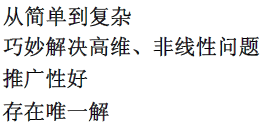 从简单到复杂
巧妙解决高维、非线性问题
推广性好
存在唯一解